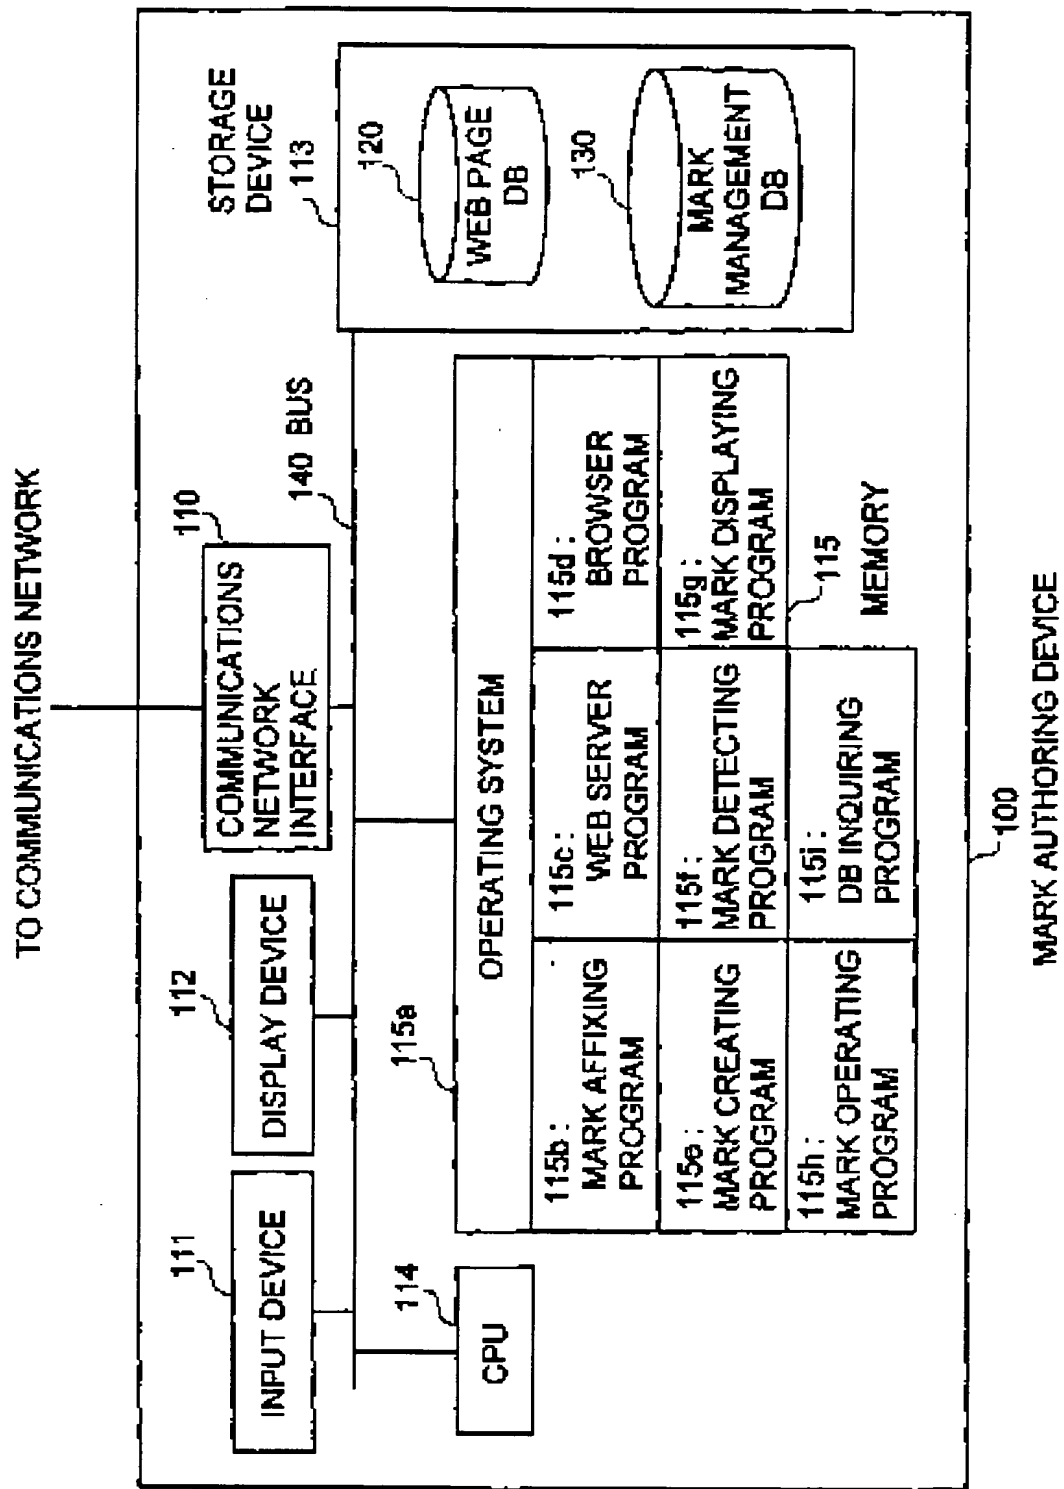 TO COMMUNICATIONS NETWORK
111
INPUT DEVICE
112
DISPLAY DEVICE
110
COMMUNICATIONS
NETWORK
INTERFACE
140 BUS
STORAGE
DEVICE
113
120
WEB PAGE
DB
130
MARK
MANAGEMENT
DB
114
CPU
115a
OPERATING SYSTEM
115b :
MARK AFFIXING
PROGRAM
115c :
WEB SERVER
PROGRAM
115d :
BROWSER
PROGRAM
115e :
MARK CREATING
PROGRAM
115f :
MARK DETECTING
PROGRAM
115g :
MARK DISPLAYING
PROGRAM
115h :
MARK OPERATING
PROGRAM
115i :
DB INQUIRING
PROGRAM
115
MEMORY
100
MARK AUTHORING DEVICE